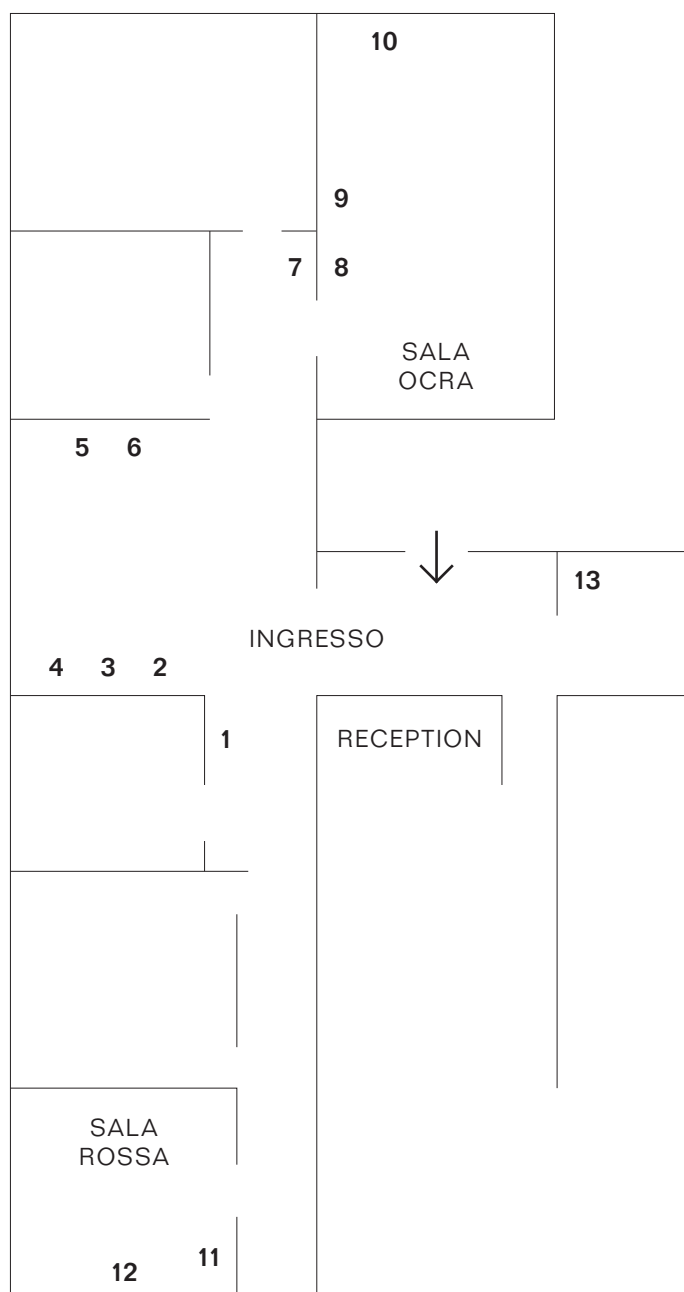 10
9
7 8
SALA
OCRA
5 6
13
INGRESSO
4 3 2
1 RECEPTION
SALA
ROSSA
11
12